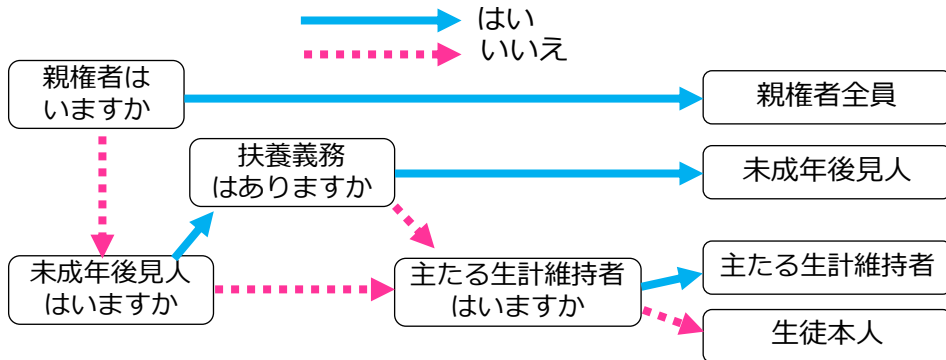 はい
いいえ
親権者は
いますか
親権者全員
扶養義務
はありますか
未成年後見人
未成年後見人
はいますか
主たる生計維持者
はいますか
主たる生計維持者
生徒本人